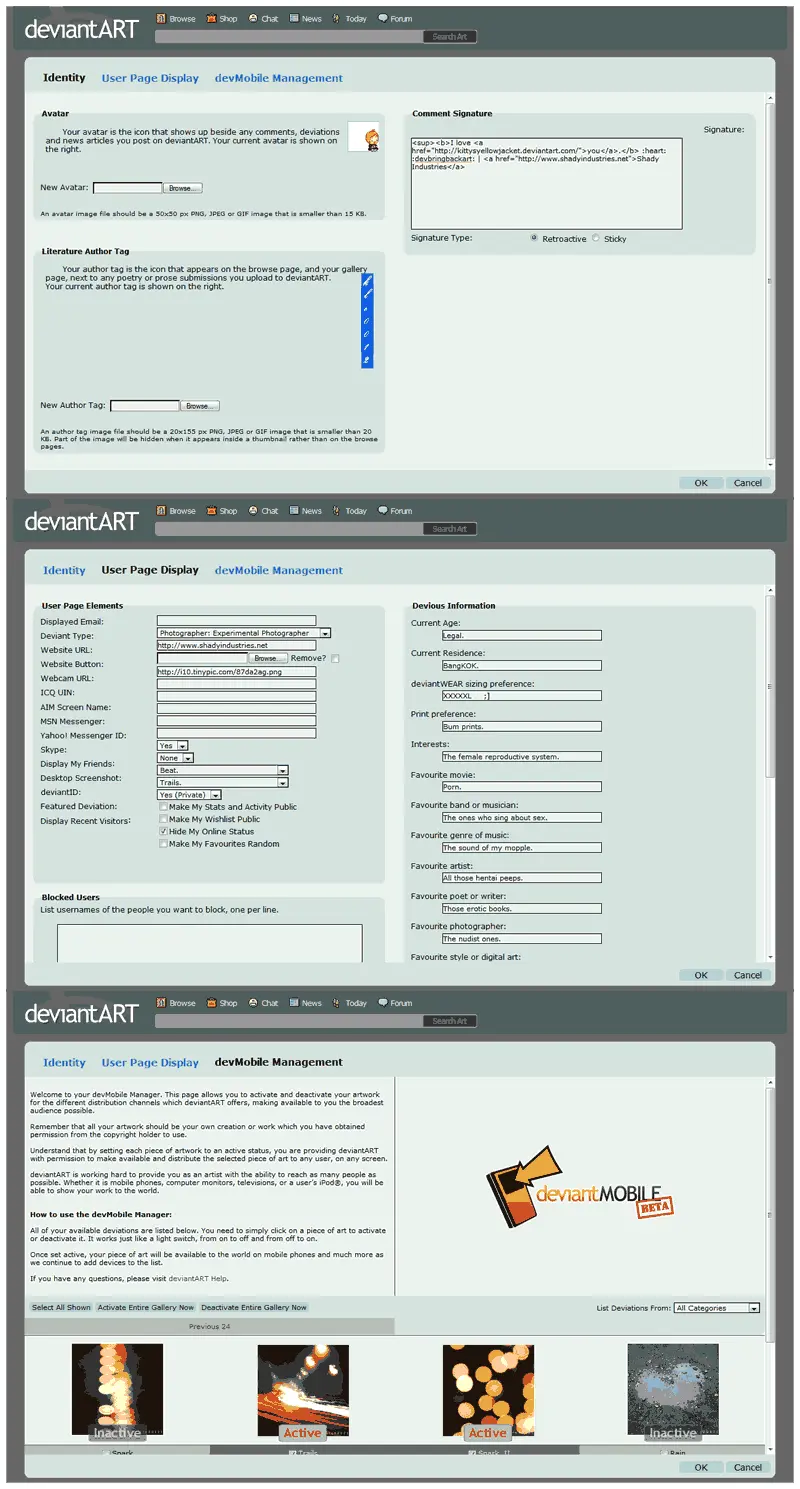 deviantART
Browse Shop Chat News Today Forum
Search Art
Identity User Page Display devMobile Management
Avatar
Your avatar is the icon that shows up beside any comments, deviations
and news articles you post on deviantART. Your current avatar is shown on
the right.
New Avatar: Browse...
An avatar image file should be a 50x50 px PNG, JPEG or GIF image that is smaller than 15 KB.
Literature Author Tag
Your author tag is the icon that appears on the browse page, and your gallery
page, next to any poetry or prose submissions you upload to deviantART.
Your current author tag is shown on the right.
New Author Tag: Browse...
An author tag image file should be a 20x155 px PNG, JPEG or GIF image that is smaller than 20
KB. Part of the image will be hidden when it appears inside a thumbnail rather than on the browse
pages.
Comment Signature
Signature:
<sup><b>I love <a
href="http://kittysyellowjacket.deviantart.com/">you</a>.</b> :heart:
:devbringbackart: | <a href="http://www.shadyindustries.net">Shady
Industries</a>
Signature Type: Retroactive Sticky
OK Cancel
deviantART
Browse Shop Chat News Today Forum
Search Art
Identity User Page Display devMobile Management
User Page Elements
Displayed Email:
Deviant Type: Photographer: Experimental Photographer
Website URL: http://www.shadyindustries.net
Website Button: Browse... Remove?
Webcam URL: http://i10.tinypic.com/87da2ag.png
ICQ UIN:
AIM Screen Name:
MSN Messenger:
Yahoo! Messenger ID:
Skype: Yes
Display My Friends: None
Desktop Screenshot: Beat.
deviantID: Trails.
Featured Deviation: Yes (Private)
Display Recent Visitors: Make My Stats and Activity Public
Make My Wishlist Public
Hide My Online Status
Make My Favourites Random
Blocked Users
List usernames of the people you want to block, one per line.
Devious Information
Current Age:
Legal.
Current Residence:
BangKOK.
deviantWEAR sizing preference:
XXXXXL ;]
Print preference:
Bum prints.
Interests:
The female reproductive system.
Favourite movie:
Porn.
Favourite band or musician:
The ones who sing about sex.
Favourite genre of music:
The sound of my mopple.
Favourite artist:
All those hentai peeps.
Favourite poet or writer:
Those erotic books.
Favourite photographer:
The nudist ones.
Favourite style or digital art:
OK Cancel
deviantART
Browse Shop Chat News Today Forum
Search Art
Identity User Page Display devMobile Management
Welcome to your devMobile Manager. This page allows you to activate and deactivate your artwork
for the different distribution channels which deviantART offers, making available to you the broadest
audience possible.
Remember that all your artwork should be your own creation or work which you have obtained
permission from the copyright holder to use.
Understand that by setting each piece of artwork to an active status, you are providing deviantART
with permission to make available and distribute the selected piece of art to any user, on any screen.
deviantART is working hard to provide you as an artist with the ability to reach as many people as
possible. Whether it is mobile phones, computer monitors, televisions, or a user's iPod®, you will be
able to show your work to the world.
How to use the devMobile Manager:
All of your available deviations are listed below. You need to simply click on a piece of art to activate
or deactivate it. It works just like a light switch, from on to off and from off to on.
Once set active, your piece of art will be available to the world on mobile phones and much more as
we continue to add devices to the list.
If you have any questions, please visit deviantART Help.
deviantMOBILE
BETA
Select All Shown Activate Entire Gallery Now Deactivate Entire Gallery Now
List Deviations From: All Categories
Previous 24
Inactive Active Active Inactive
Spark Trails Spark II Rain
OK Cancel